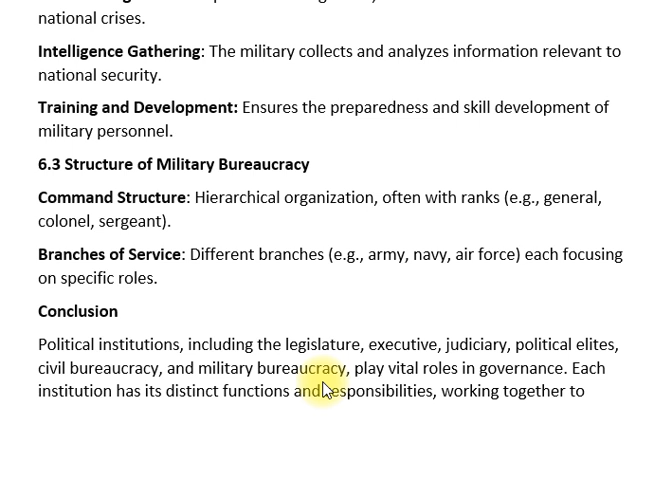 national crises.
Intelligence Gathering: The military collects and analyzes information relevant to
national security.
Training and Development: Ensures the preparedness and skill development of
military personnel.
6.3 Structure of Military Bureaucracy
Command Structure: Hierarchical organization, often with ranks (e.g., general,
colonel, sergeant).
Branches of Service: Different branches (e.g., army, navy, air force) each focusing
on specific roles.
Conclusion
Political institutions, including the legislature, executive, judiciary, political elites,
civil bureaucracy, and military bureaucracy, play vital roles in governance. Each
institution has its distinct functions and responsibilities, working together to